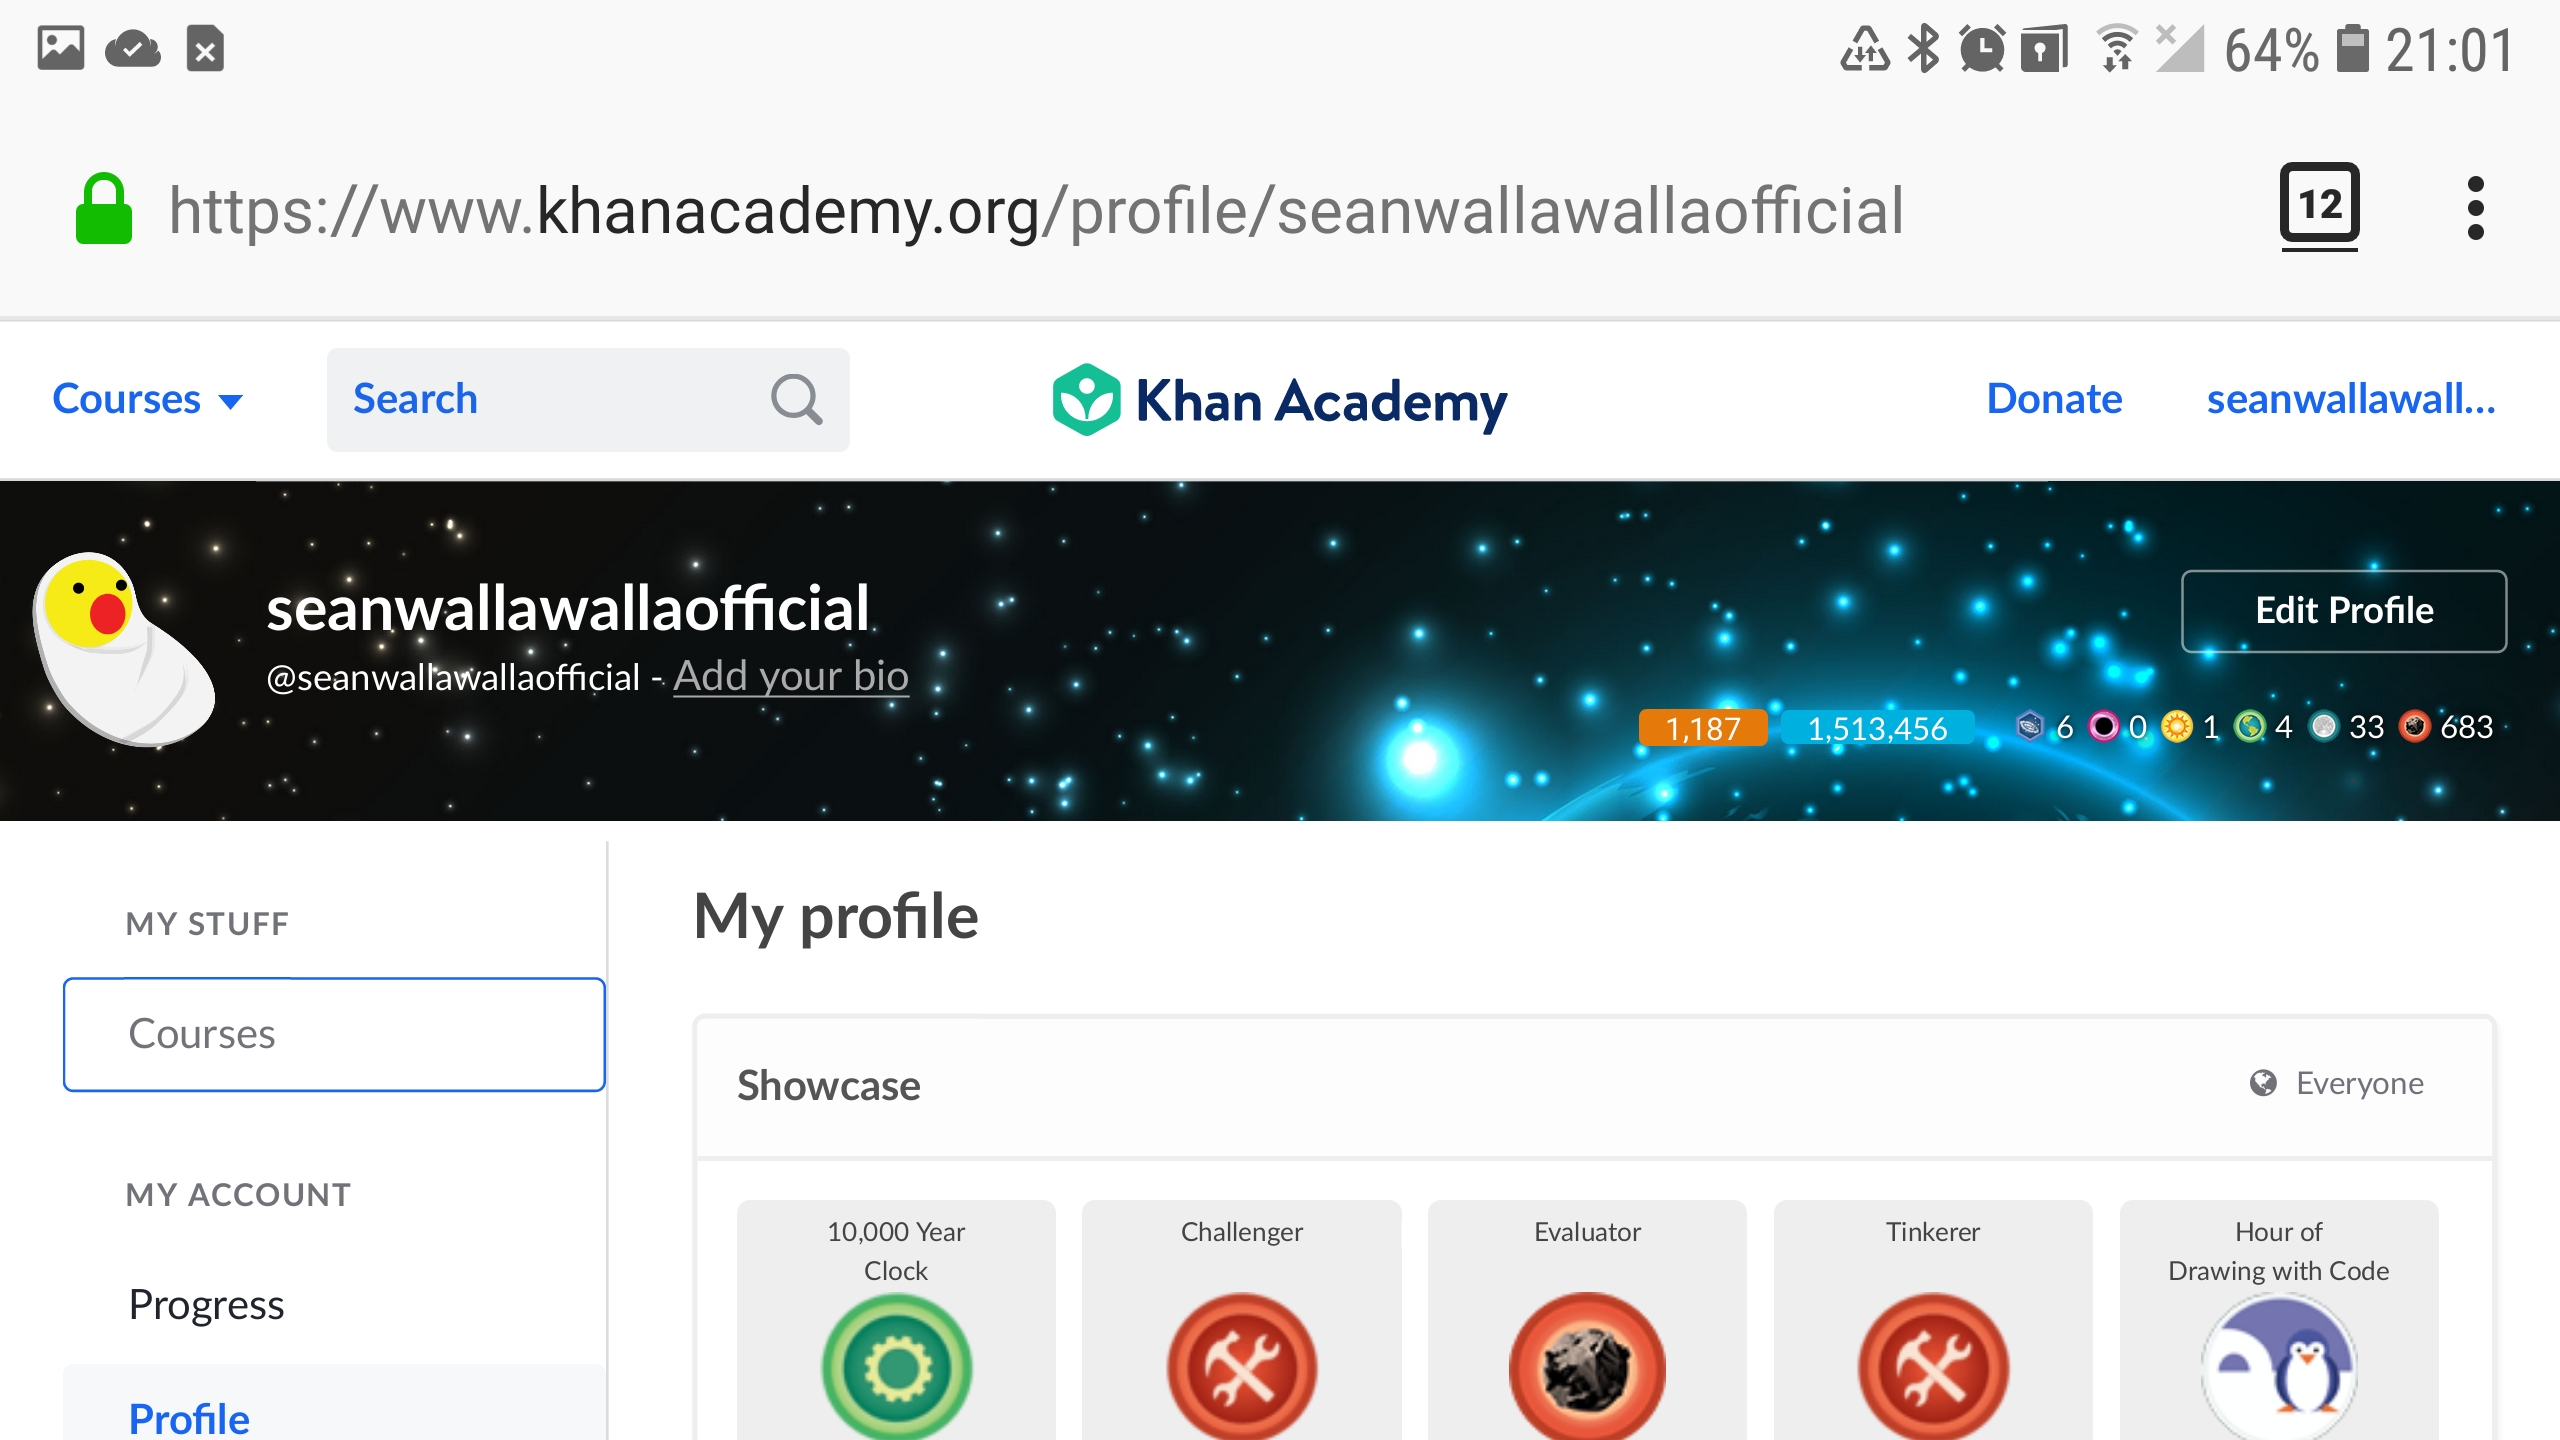 64% 21:01
https://www.khanacademy.org/profile/seanwallawallaofficial
12
Courses
Search
Khan Academy
Donate
seanwallawall...
seanwallawallaofficial
@seanwallawallaofficial - Add your bio
Edit Profile
1,187 1,513,456 6 0 1 4 33 683
MY STUFF
Courses
MY ACCOUNT
Progress
Profile
My profile
Showcase
Everyone
10,000 Year
Clock
Challenger
Evaluator
Tinkerer
Hour of
Drawing with Code